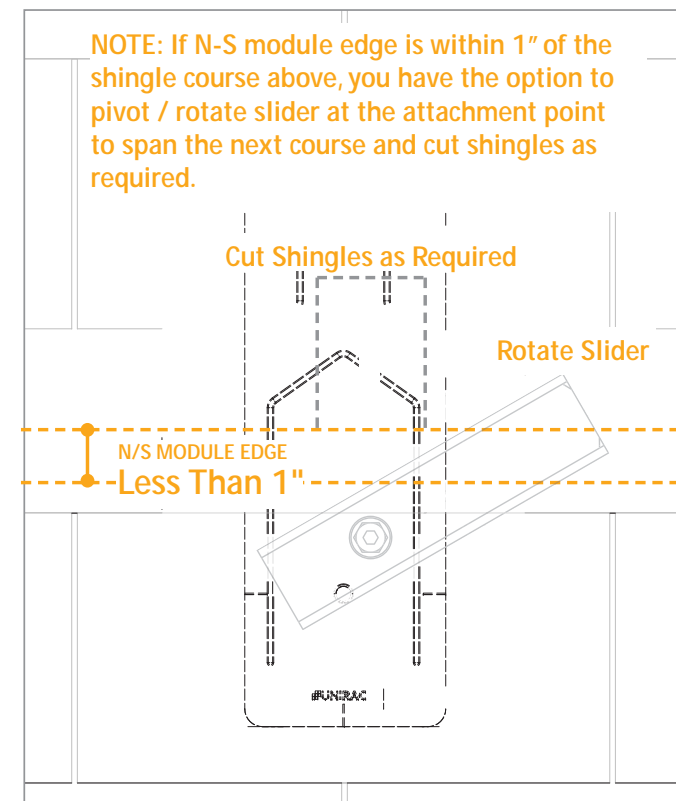 NOTE: If N-S module edge is within 1" of the
shingle course above, you have the option to
pivot / rotate slider at the attachment point
to span the next course and cut shingles as
required.
Cut Shingles as Required
Rotate Slider
N/S MODULE EDGE
Less Than 1"
#UNIRAC